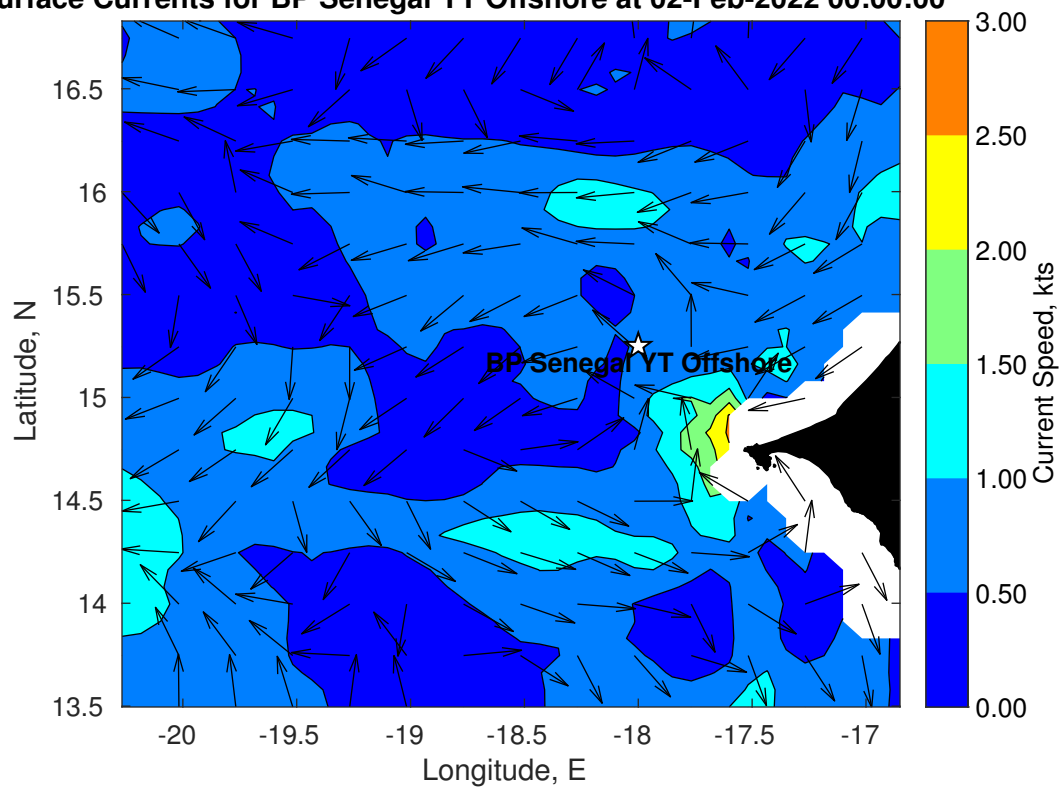 urface Currents for BP Senegal YT Offshore at 02-Feb-2022 00:00:00
3.00
16.5
2.50
16
2.00
15.5
BP Senegal YT Offshore
1.50
15
1.00
14.5
0.50
14
13.5
0.00
-20 -19.5 -19 -18.5 -18 -17.5 -17
Longitude, E
Latitude, N
Current Speed, kts